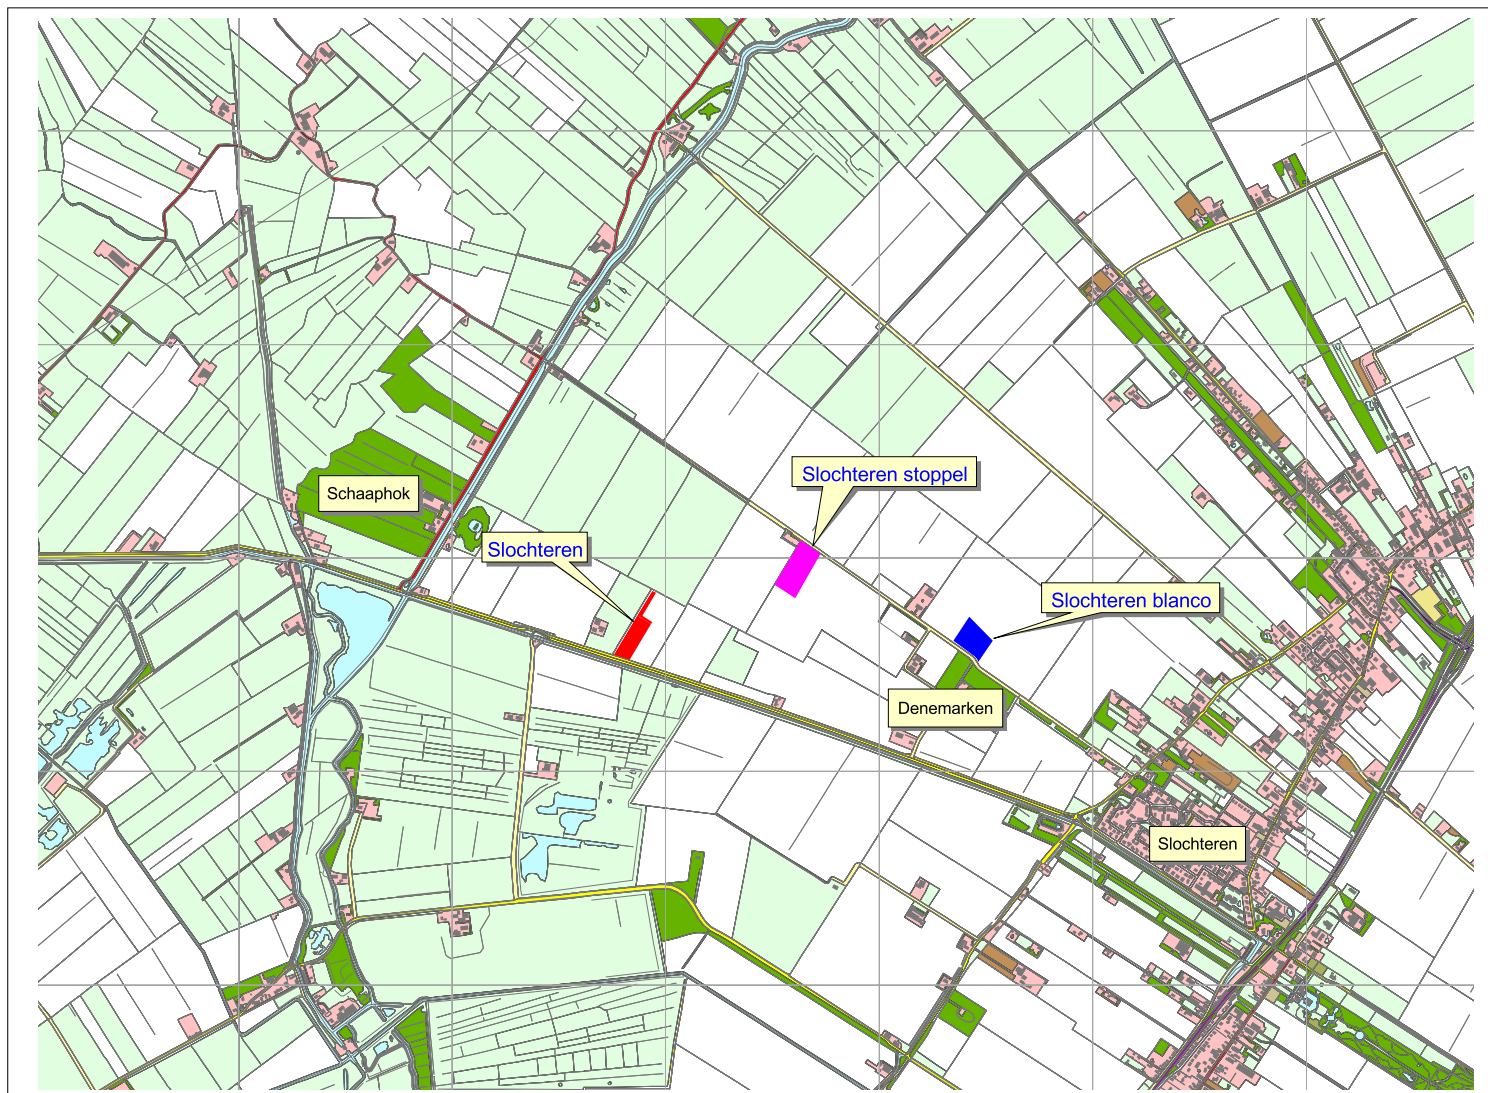 Slochteren stoppel
Schaaphok
Slochteren
Slochteren blanco
Denemarken
Slochteren